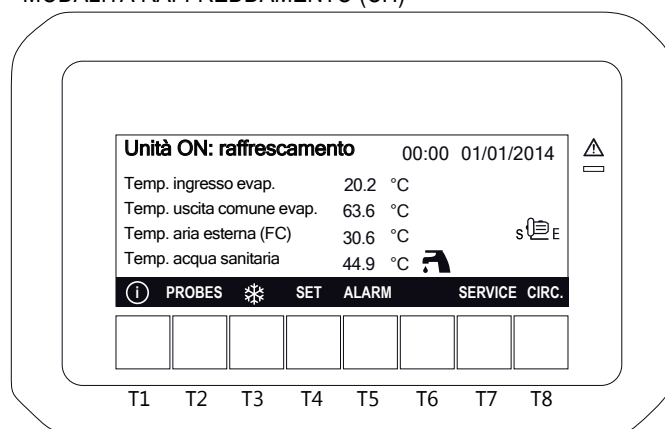 Unità ON: raffrescamento 00:00 01/01/2014
Temp. ingresso evap. 20.2 °C
Temp. uscita comune evap. 63.6 °C
Temp. aria esterna (FC) 30.6 °C S E
Temp. acqua sanitaria 44.9 °C
i PROBES SET ALARM SERVICE CIRC.
T1 T2 T3 T4 T5 T6 T7 T8